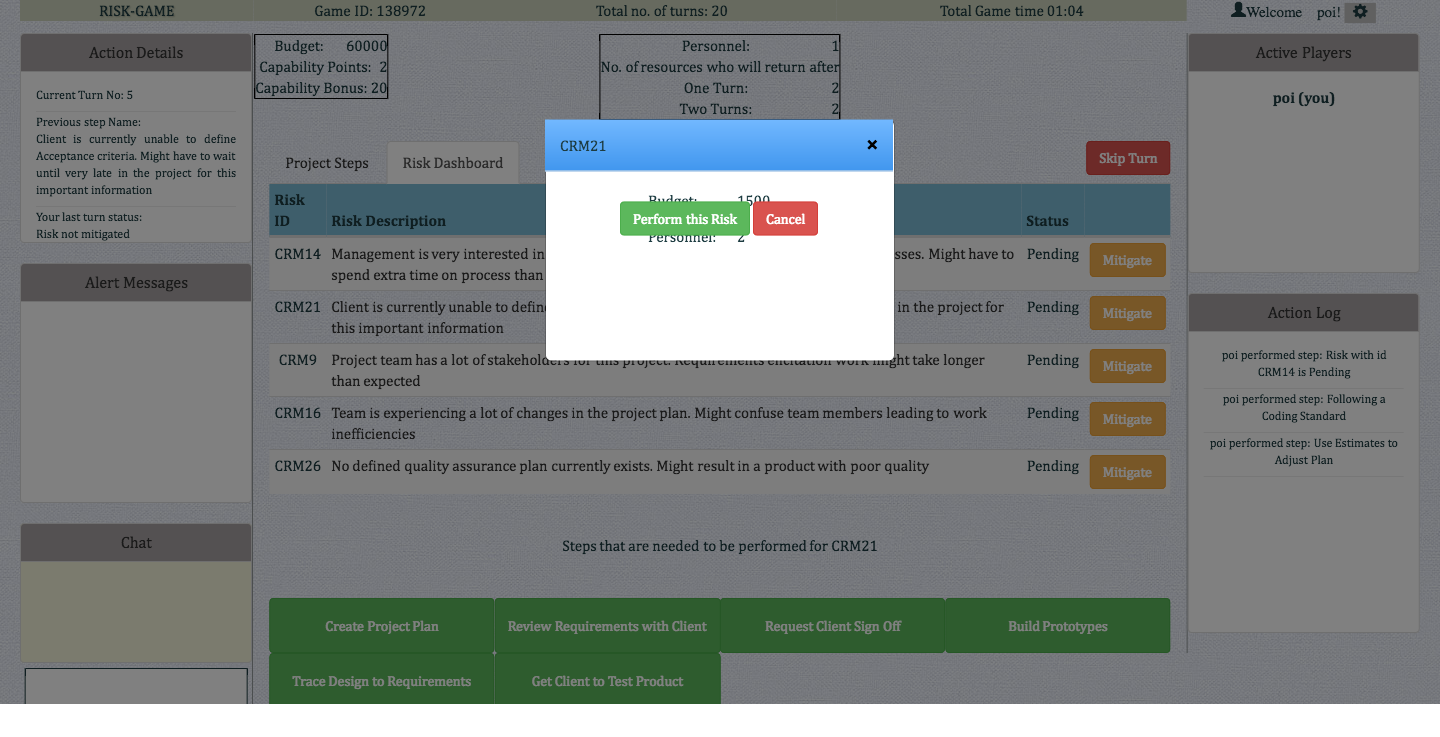 RISK-GAME Game ID: 138972 Total no. of turns: 20 Total Game time 01:04 Welcome poi!
Action Details
Current Turn No: 5
Previous step Name:
Client is currently unable to define
Acceptance criteria. Might have to wait
until very late in the project for this
important information
Your last turn status:
Risk not mitigated
Alert Messages
Chat
Budget: 60000
Capability Points: 2
Capability Bonus: 20
Personnel: 1
No. of resources who will return after
One Turn: 2
Two Turns: 2
Project Steps Risk Dashboard Skip Turn
Risk
ID Risk Description Status
CRM14 Management is very interested in sses. Might have to Pending Mitigate
spend extra time on process than
CRM21 Client is currently unable to in the project for Pending Mitigate
this important information
CRM9 Project team has a lot of stakeholders for this project. Requirements elicitation work might take longer Pending Mitigate
than expected
CRM16 Team is experiencing a lot of changes in the project plan. Might confuse team members leading to work Pending Mitigate
inefficiencies
CRM26 No defined quality assurance plan currently exists. Might result in a product with poor quality Pending Mitigate
CRM21 ×
Budget: 1500
Perform this Risk Cancel
Personnel: 2
Steps that are needed to be performed for CRM21
Create Project Plan Review Requirements with Client Request Client Sign Off Build Prototypes
Trace Design to Requirements Get Client to Test Product
Active Players
poi (you)
Action Log
poi performed step: Risk with id
CRM14 is Pending
poi performed step: Following a
Coding Standard
poi performed step: Use Estimates to
Adjust Plan